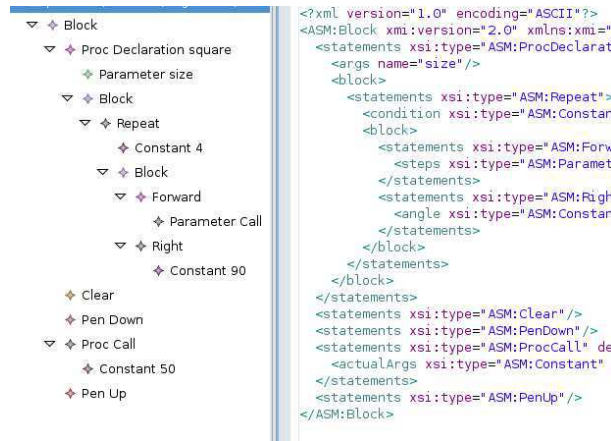 Block
Proc Declaration square
Parameter size
Block
Repeat
Constant 4
Block
Forward
Parameter Call
Right
Constant 90
Clear
Pen Down
Proc Call
Constant 50
Pen Up
<?xml version="1.0" encoding="ASCII"?>
<ASM:Block xmi:version="2.0" xmlns:xmi="
<statements xsi:type="ASM:ProcDeclarat
<args name="size"/>
<block>
<statements xsi:type="ASM:Repeat">
<condition xsi:type="ASM:Constan
<block>
<statements xsi:type="ASM:Forw
<steps xsi:type="ASM:Paramet
</statements>
<statements xsi:type="ASM:Righ
<angle xsi:type="ASM:Constan
</statements>
</block>
</statements>
</block>
</statements>
<statements xsi:type="ASM:Clear"/>
<statements xsi:type="ASM:PenDown"/>
<statements xsi:type="ASM:ProcCall" de
<actualArgs xsi:type="ASM:Constant"
</statements>
<statements xsi:type="ASM:PenUp"/>
</ASM:Block>